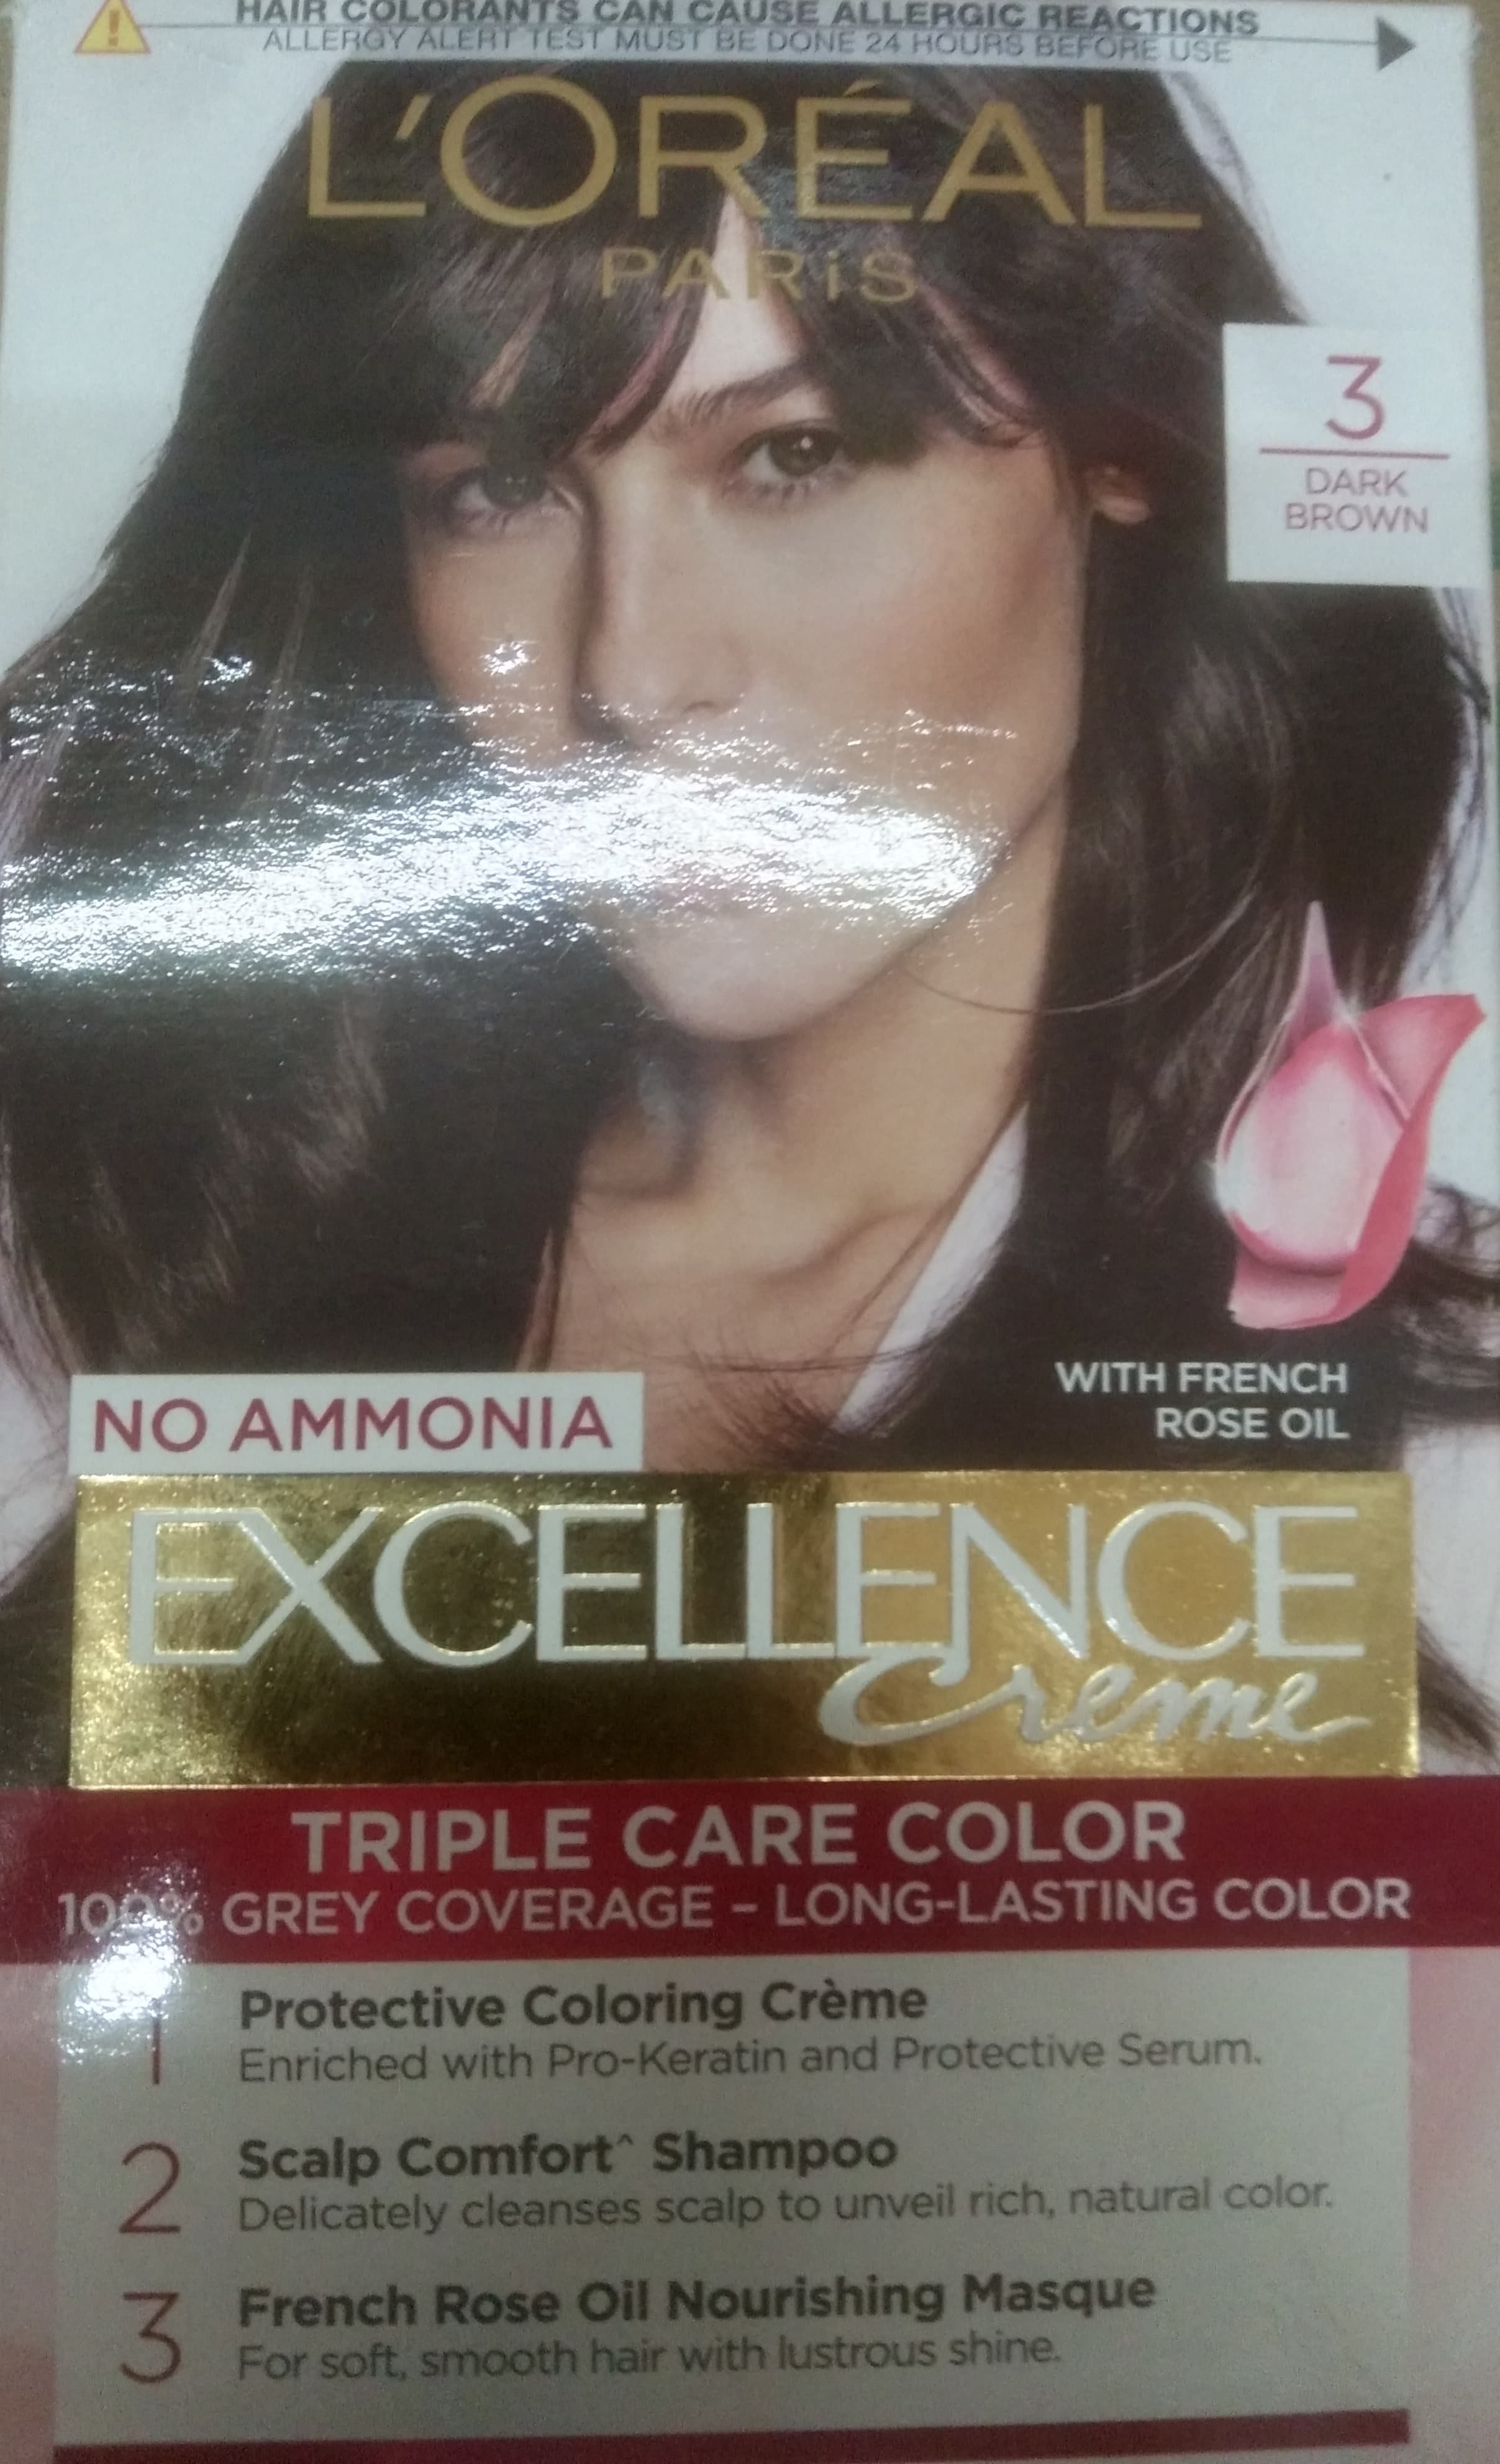 HAIR COLORANTS CAN CAUSE ALLERGIC REACTIONS
ALLERGY ALERT TEST MUST BE DONE 24 HOURS BEFORE USE
L'ORÉAL
PARiS
3
DARK
BROWN
WITH FRENCH
ROSE OIL
NO AMMONIA
EXCELLENCE
Creme
TRIPLE CARE COLOR
100% GREY COVERAGE – LONG-LASTING COLOR
1 Protective Coloring Crème
Enriched with Pro-Keratin and Protective Serum.
2 Scalp Comfort^ Shampoo
Delicately cleanses scalp to unveil rich, natural color.
3 French Rose Oil Nourishing Masque
For soft, smooth hair with lustrous shine.